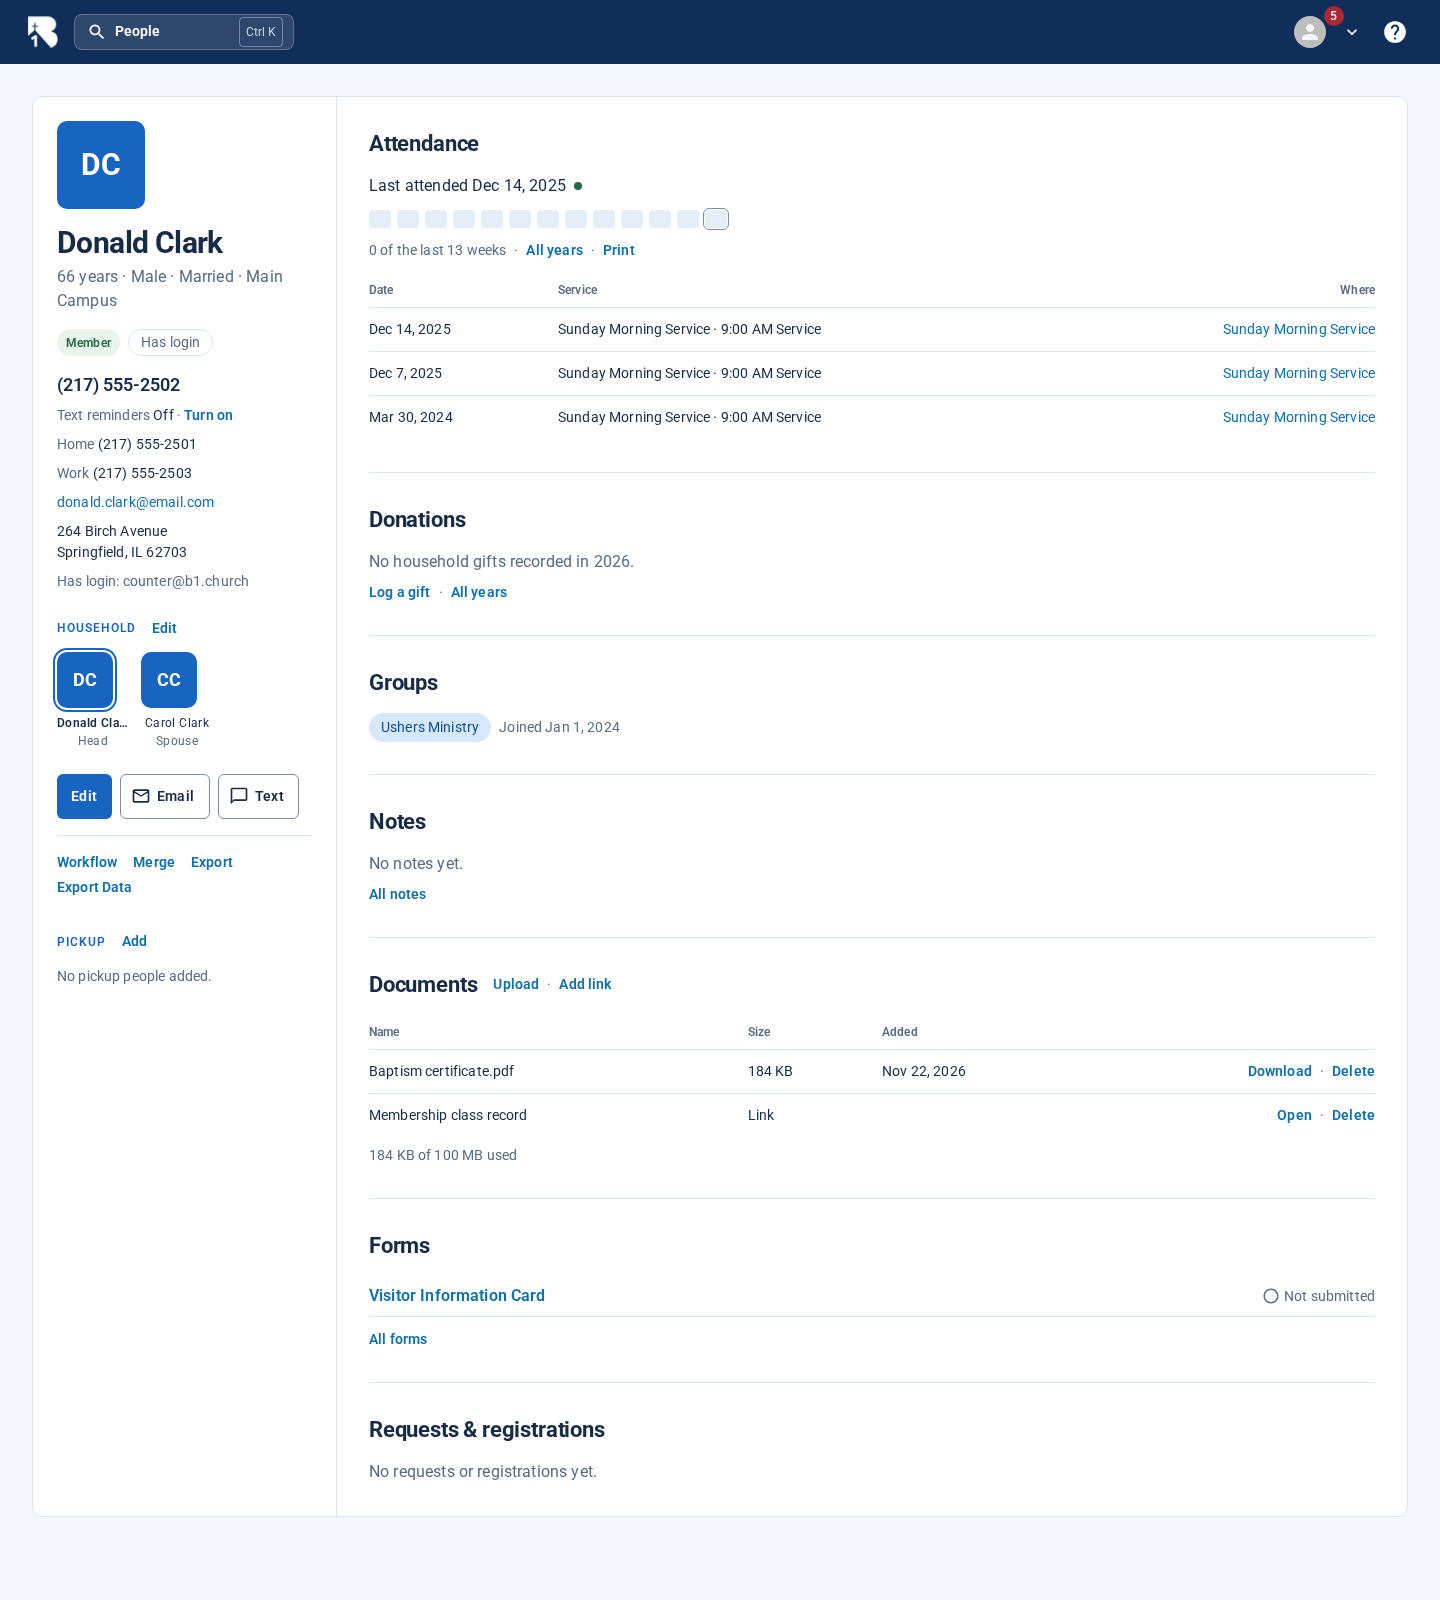 People
Ctrl K
5
DC
Donald Clark
66 years · Male · Married · Main
Campus
Member
Has login
(217) 555-2502
Text reminders Off · Turn on
Home (217) 555-2501
Work (217) 555-2503
donald.clark@email.com
264 Birch Avenue
Springfield, IL 62703
Has login: counter@b1.church
HOUSEHOLD Edit
DC CC
Donald Cla... Carol Clark
Head Spouse
Edit Email Text
Workflow Merge Export
Export Data
PICKUP Add
No pickup people added.
Attendance
Last attended Dec 14, 2025
0 of the last 13 weeks · All years · Print
Date Service Where
Dec 14, 2025 Sunday Morning Service · 9:00 AM Service Sunday Morning Service
Dec 7, 2025 Sunday Morning Service · 9:00 AM Service Sunday Morning Service
Mar 30, 2024 Sunday Morning Service · 9:00 AM Service Sunday Morning Service
Donations
No household gifts recorded in 2026.
Log a gift · All years
Groups
Ushers Ministry Joined Jan 1, 2024
Notes
No notes yet.
All notes
Documents Upload · Add link
Name Size Added
Baptism certificate.pdf 184 KB Nov 22, 2026 Download · Delete
Membership class record Link Open · Delete
184 KB of 100 MB used
Forms
Visitor Information Card Not submitted
All forms
Requests & registrations
No requests or registrations yet.